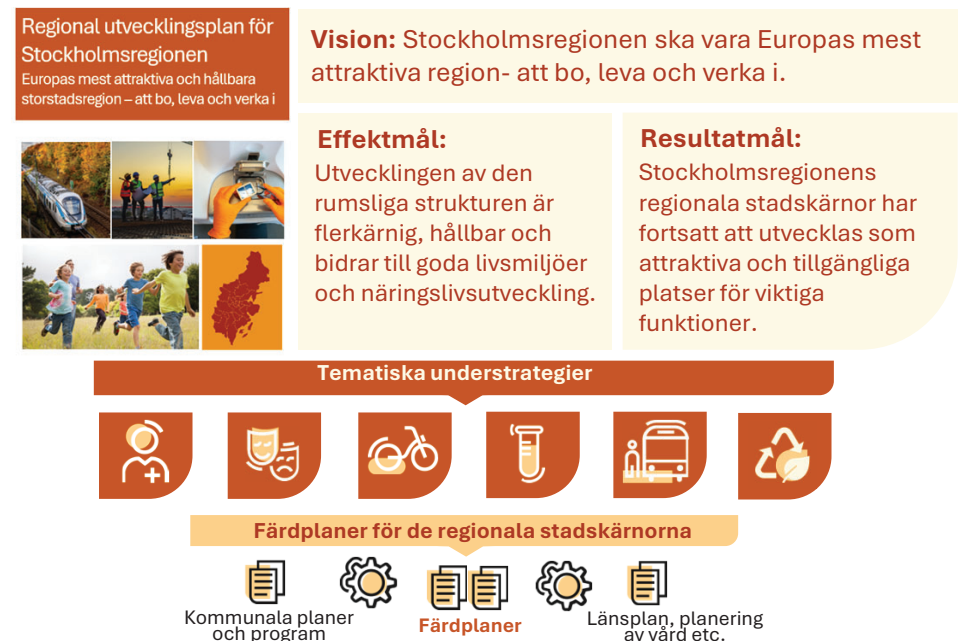 Regional utvecklingsplan för
Stockholmsregionen
Europas mest attraktiva och hållbara
storstadsregion – att bo, leva och verka i
Vision: Stockholmsregionen ska vara Europas mest
attraktiva region- att bo, leva och verka i.
Effektmål:
Utvecklingen av den
rumsliga strukturen är
flerkärnig, hållbar och
bidrar till goda livsmiljöer
och näringslivsutveckling.
Resultatmål:
Stockholmsregionens
regionala stadskärnor har
fortsatt att utvecklas som
attraktiva och tillgängliga
platser för viktiga
funktioner.
Tematiska understrategier
Färdplaner för de regionala stadskärnorna
Kommunala planer
och program
Färdplaner
Länsplan, planering
av vård etc.